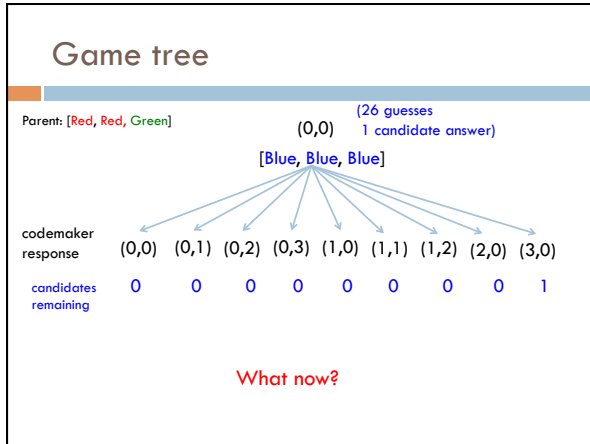 Game tree
Parent: [Red, Red, Green]
(0,0)
(26 guesses
1 candidate answer)
[Blue, Blue, Blue]
codemaker
response
(0,0) (0,1) (0,2) (0,3) (1,0) (1,1) (1,2) (2,0) (3,0)
candidates
remaining
0 0 0 0 0 0 0 0 1
What now?